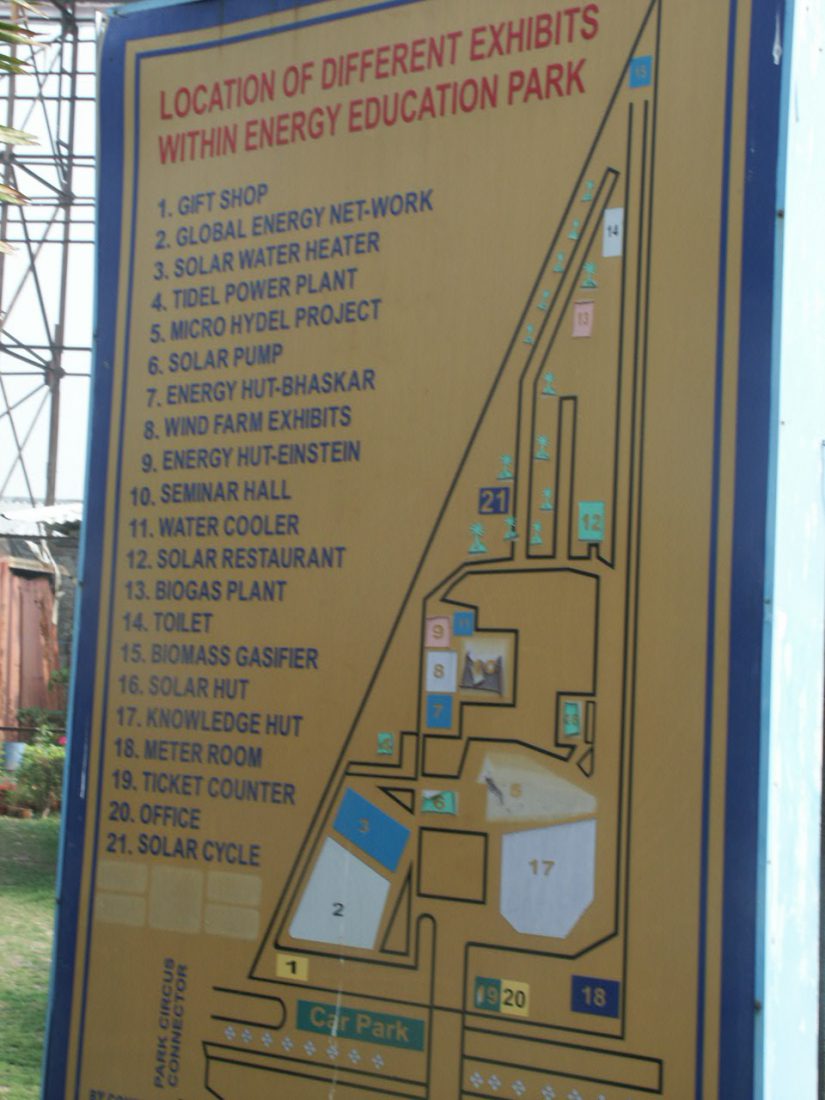 LOCATION OF DIFFERENT EXHIBITS
WITHIN ENERGY EDUCATION PARK
1. GIFT SHOP
2. GLOBAL ENERGY NET-WORK
3. SOLAR WATER HEATER
4. TIDEL POWER PLANT
5. MICRO HYDEL PROJECT
6. SOLAR PUMP
7. ENERGY HUT-BHASKAR
8. WIND FARM EXHIBITS
9. ENERGY HUT-EINSTEIN
10. SEMINAR HALL
11. WATER COOLER
12. SOLAR RESTAURANT
13. BIOGAS PLANT
14. TOILET
15. BIOMASS GASIFIER
16. SOLAR HUT
17. KNOWLEDGE HUT
18. METER ROOM
19. TICKET COUNTER
20. OFFICE
21. SOLAR CYCLE
15
14
13
21
12
9
11
8
10
7
5
6
3
17
2
1
19
20
18
Car Park
PARK CIRCUS
CONNECTOR